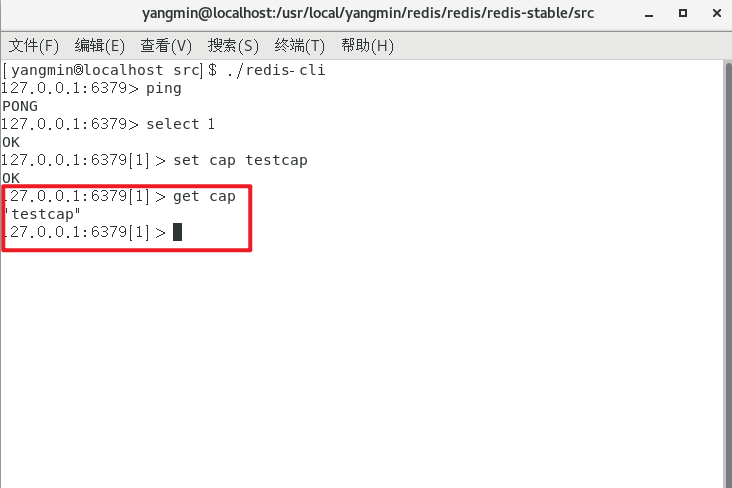 yangmin@localhost:/usr/local/yangmin/redis/redis/redis-stable/src
文件(F) 编辑(E) 查看(V) 搜索(S) 终端(T) 帮助(H)
[yangmin@localhost src]$ ./redis-cli
127.0.0.1:6379> ping
PONG
127.0.0.1:6379> select 1
OK
127.0.0.1:6379[1]> set cap testcap
OK
127.0.0.1:6379[1]> get cap
"testcap"
127.0.0.1:6379[1]>